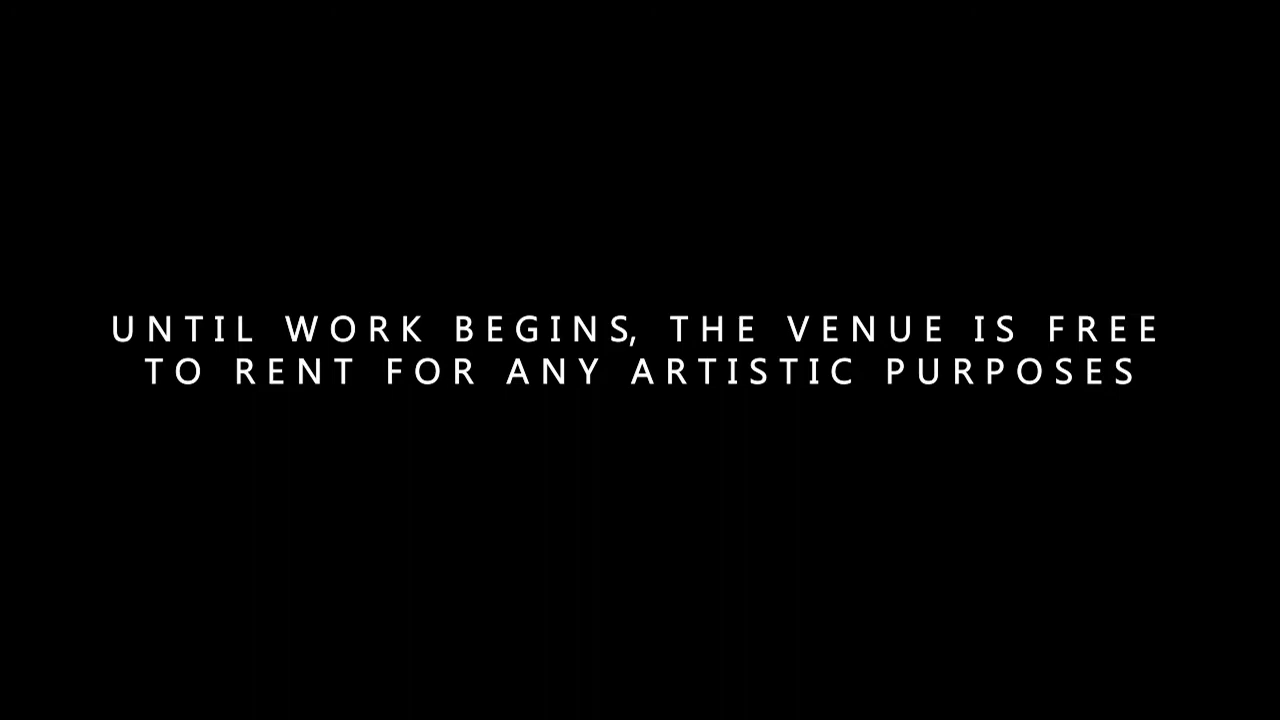 UNTIL WORK BEGINS, THE VENUE IS FREE
TO RENT FOR ANY ARTISTIC PURPOSES